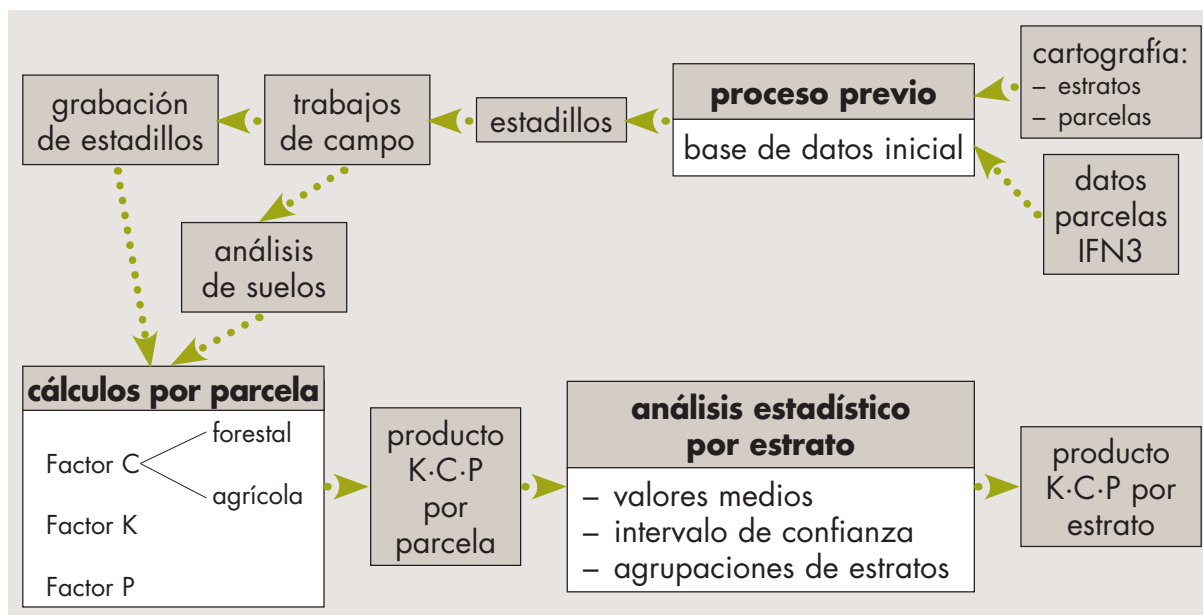 cartografía:
– estratos
– parcelas
datos
parcelas
IFN3
proceso previo
base de datos inicial
estadillos
trabajos
de campo
grabación
de estadillos
análisis
de suelos
cálculos por parcela
Factor C
forestal
agrícola
Factor K
Factor P
producto
K·C·P
por
parcela
análisis estadístico
por estrato
– valores medios
– intervalo de confianza
– agrupaciones de estratos
producto
K·C·P por
estrato